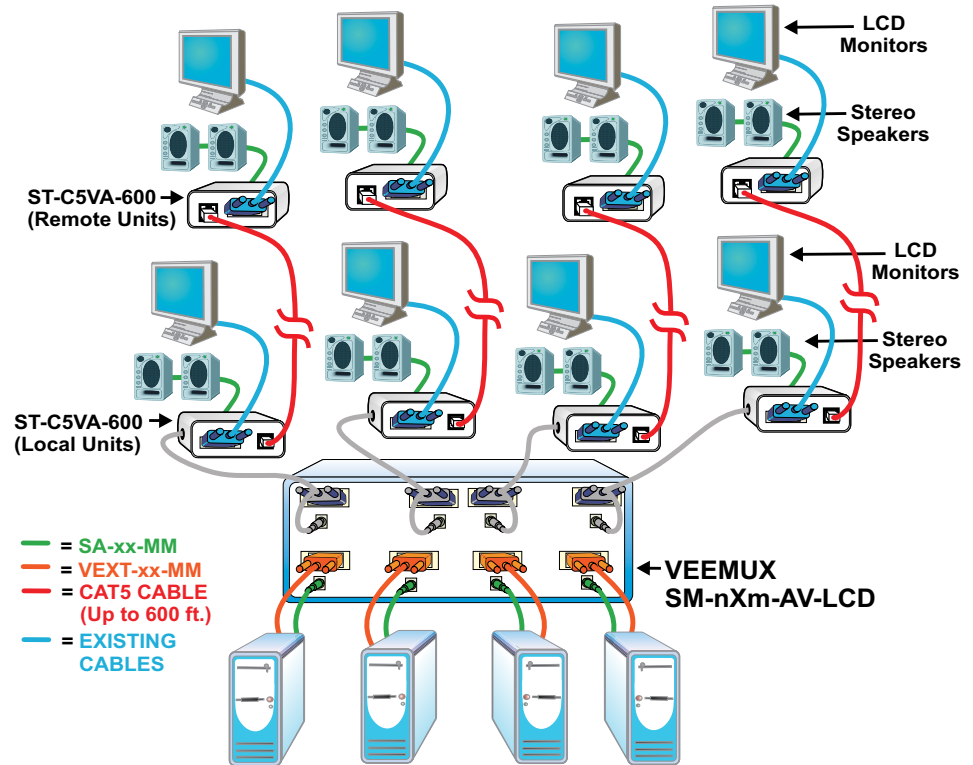 LCD
Monitors
Stereo
Speakers
ST-C5VA-600
(Remote Units)
LCD
Monitors
Stereo
Speakers
ST-C5VA-600
(Local Units)
= SA-xx-MM
= VEXT-xx-MM
= CAT5 CABLE
(Up to 600 ft.)
= EXISTING
CABLES
VEEMUX
SM-nXm-AV-LCD